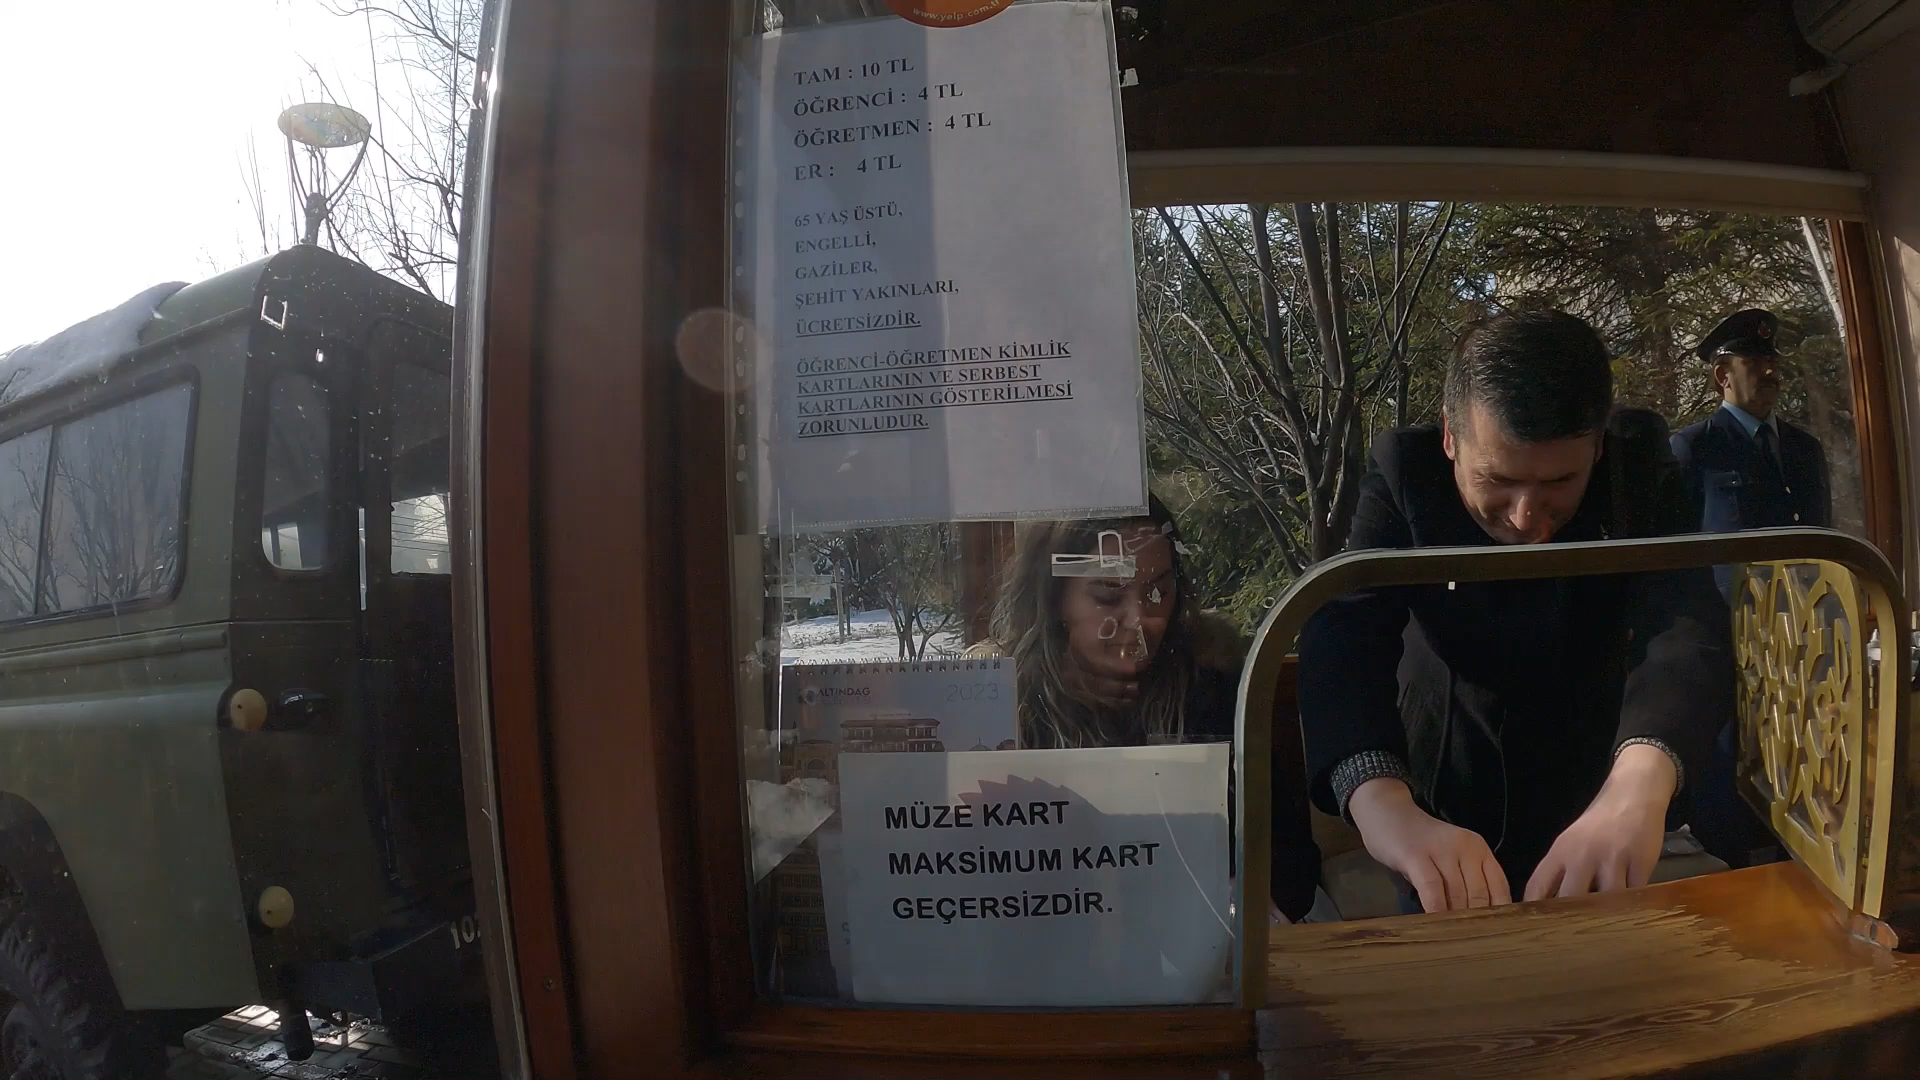 www.yelp.com.tr
TAM : 10 TL
ÖĞRENCİ : 4 TL
ÖĞRETMEN : 4 TL
ER : 4 TL
65 YAŞ ÜSTÜ,
ENGELLİ,
GAZİLER,
ŞEHİT YAKINLARI,
ÜCRETSİZDİR.
ÖĞRENCİ-ÖĞRETMEN KİMLİK
KARTLARININ VE SERBEST
KARTLARININ GÖSTERİLMESİ
ZORUNLUDUR.
ALTINDAĞ
2023
MÜZE KART
MAKSİMUM KART
GEÇERSİZDİR.